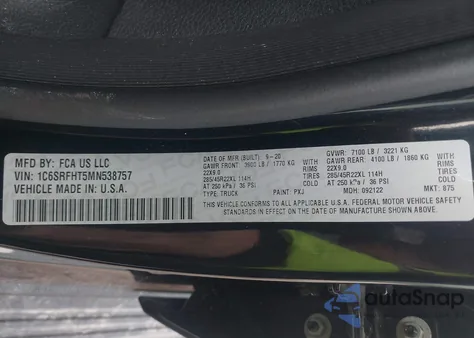 MFD BY: FCA US LLC
VIN: 1C6SRFHT5MN538757
VEHICLE MADE IN: U.S.A.
DATE OF MFR (BUILT) 9-20 GVWR: 7100 LB / 3221 KG
GAWR FRONT: 3900 LB / 1770 KG WITH GAWR REAR: 4100 LB / 1860 KG WITH
22X9.0 RIMS 22X9.0 RIMS
285/45R22XL 114H TIRES 285/45R22XL 114H TIRES
AT 250 kPa / 36 PSI AT 250 kPa / 36 PSI
PAINT: PXJ MDH: 092122 MKT: 875
TYPE: TRUCK
THIS VEHICLE CONFORMS TO ALL APPLICABLE U.S.A. FEDERAL MOTOR VEHICLE SAFETY
STANDARDS IN EFFECT ON THE DATE OF MANUFACTURE SHOWN ABOVE
autoSnap